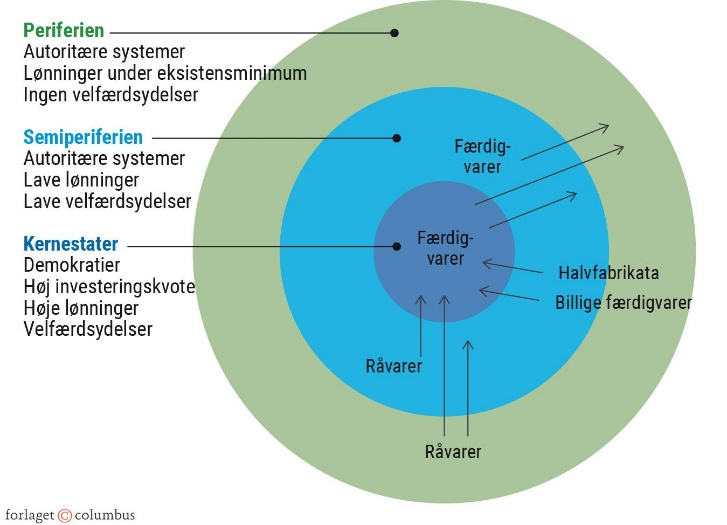 Periferien
Autoritære systemer
Lønninger under eksistensminimum
Ingen velfærdsydelser
Semiperiferien
Autoritære systemer
Lave lønninger
Lave velfærdsydelser
Kernestater
Demokratier
Høj investeringskvote
Høje lønninger
Velfærdsydelser
Færdig-
varer
Færdig-
varer
Halvfabrikata
Billige færdigvarer
Råvarer
Råvarer
forlaget © columbus